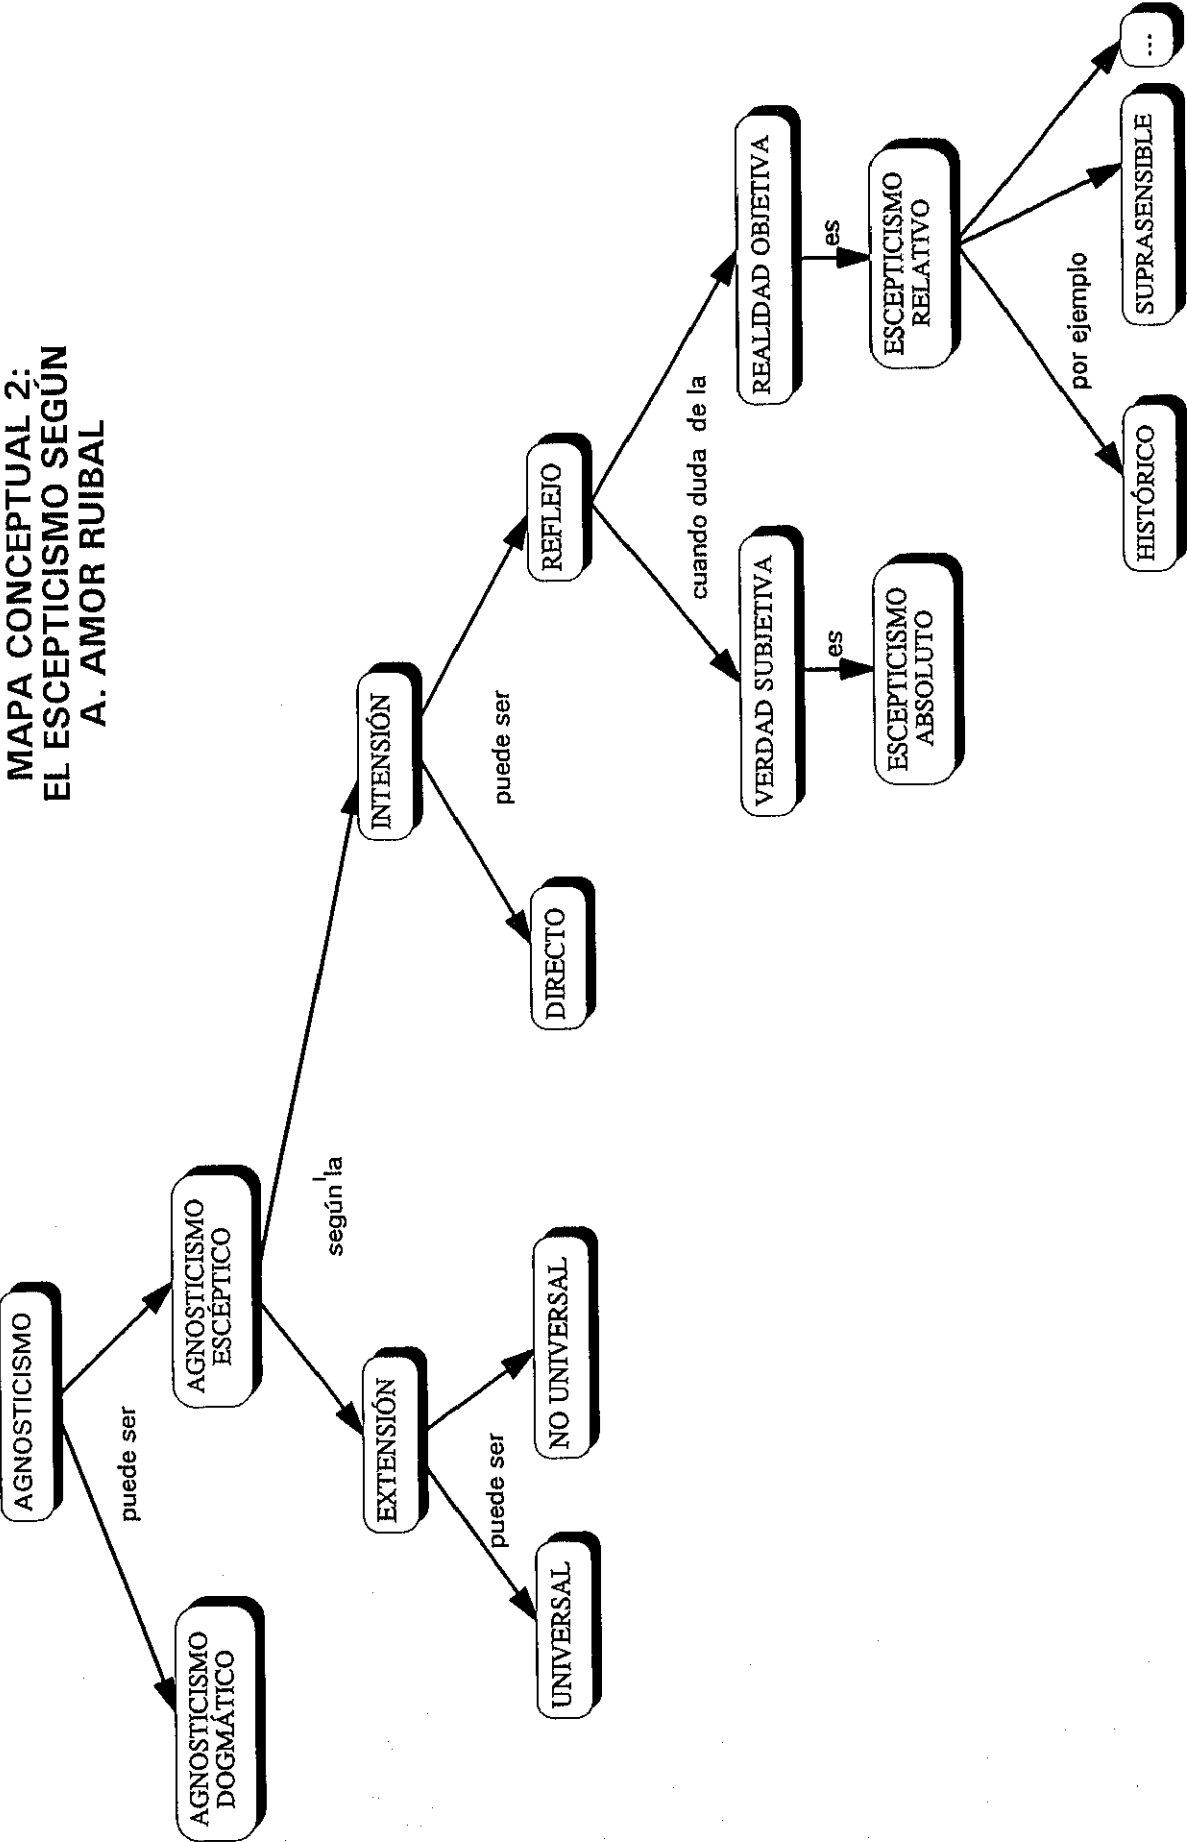 MAPA CONCEPTUAL 2:
EL ESCEPTICISMO SEGÚN
A. AMOR RUIBAL
AGNOSTICISMO
puede ser
AGNOSTICISMO
DOGMÁTICO
AGNOSTICISMO
ESCÉPTICO
según la
EXTENSIÓN
INTENSIÓN
puede ser
puede ser
UNIVERSAL
NO UNIVERSAL
DIRECTO
REFLEJO
cuando duda de la
VERDAD SUBJETIVA
REALIDAD OBJETIVA
es
es
ESCEPTICISMO
ABSOLUTO
ESCEPTICISMO
RELATIVO
por ejemplo
HISTÓRICO
SUPRASENSIBLE
...